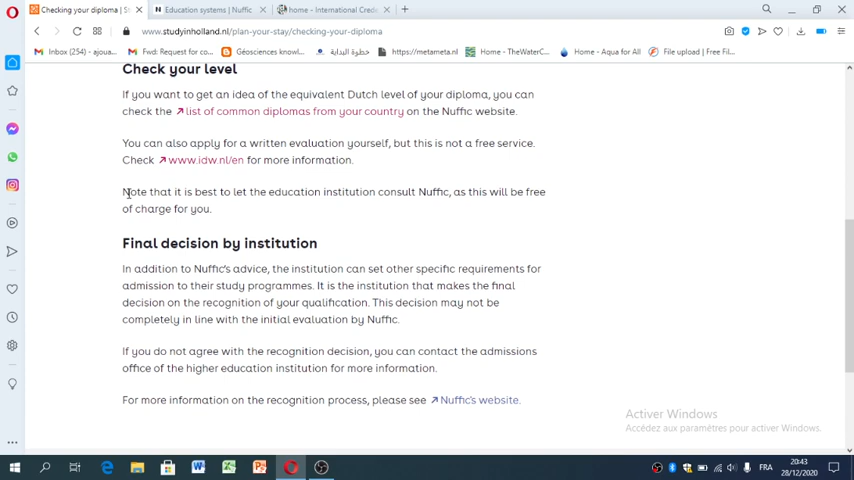 Checking your diploma | St
Education systems | Nuffic
home - International Cred
www.studyinholland.nl/plan-your-stay/checking-your-diploma
Inbox (254) - ajoua...
Fwd: Request for co...
Géosciences knowl...
خطوة البداية
https://metameta.nl
Home - TheWaterC...
Home - Aqua for All
File upload | Free Fil...
Check your level
If you want to get an idea of the equivalent Dutch level of your diploma, you can
check the list of common diplomas from your country on the Nuffic website.
You can also apply for a written evaluation yourself, but this is not a free service.
Check www.idw.nl/en for more information.
Note that it is best to let the education institution consult Nuffic, as this will be free
of charge for you.
Final decision by institution
In addition to Nuffic's advice, the institution can set other specific requirements for
admission to their study programmes. It is the institution that makes the final
decision on the recognition of your qualification. This decision may not be
completely in line with the initial evaluation by Nuffic.
If you do not agree with the recognition decision, you can contact the admissions
office of the higher education institution for more information.
For more information on the recognition process, please see Nuffic's website.
Activer Windows
Accédez aux paramètres pour activer Windows.
FRA
20:43
28/12/2020